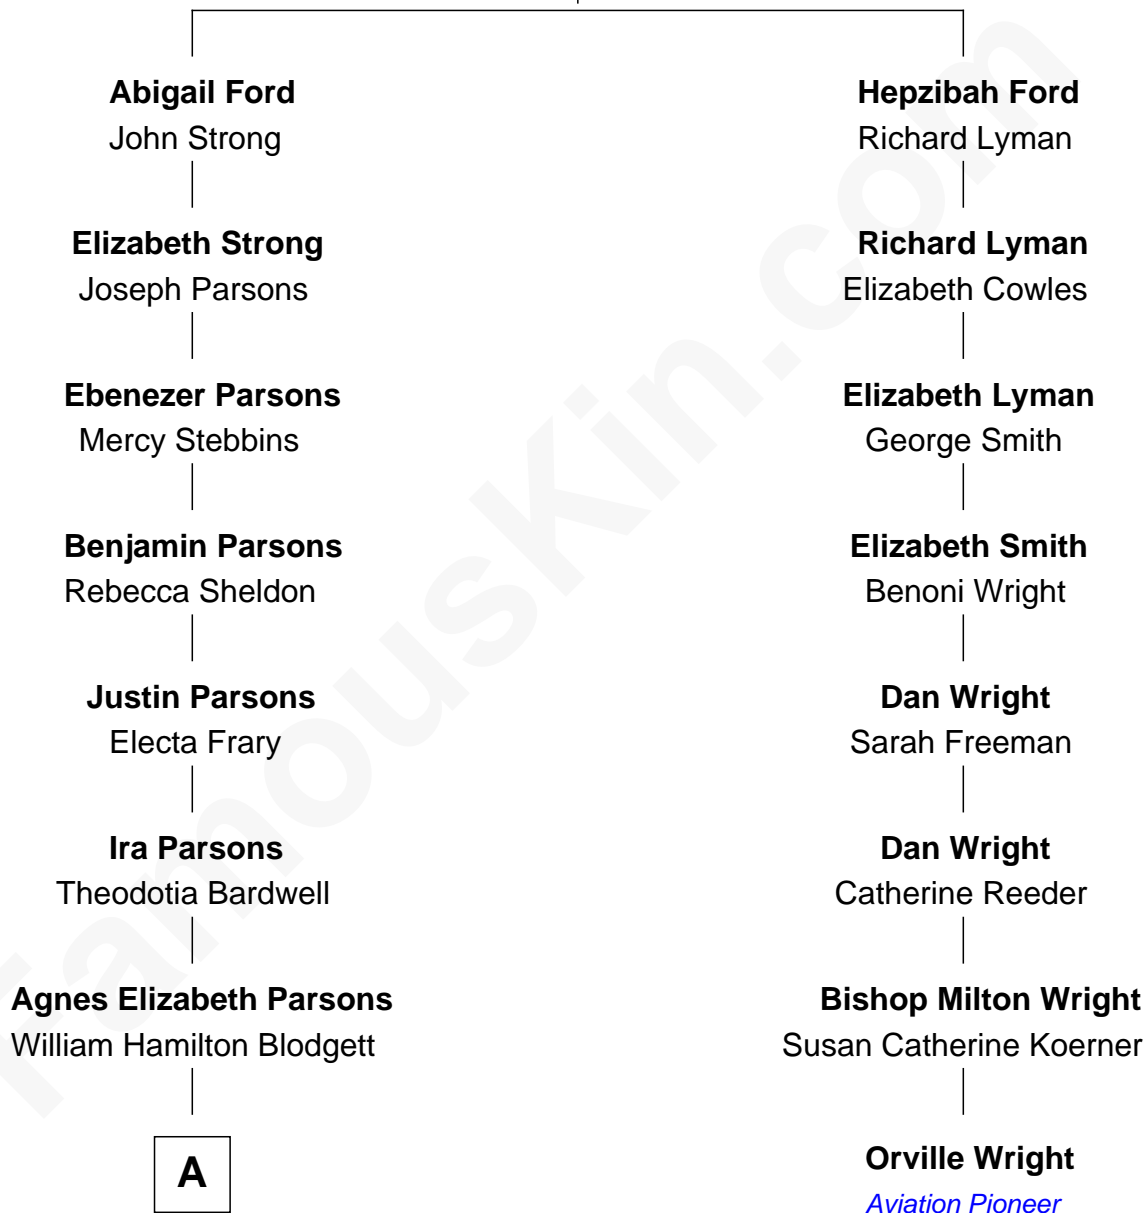 Abigail Ford
John Strong
Hepzibah Ford
Richard Lyman
Elizabeth Strong
Joseph Parsons
Richard Lyman
Elizabeth Cowles
Ebenezer Parsons
Mercy Stebbins
Elizabeth Lyman
George Smith
Benjamin Parsons
Rebecca Sheldon
Elizabeth Smith
Benoni Wright
Justin Parsons
Electa Frary
Dan Wright
Sarah Freeman
Ira Parsons
Theodotia Bardwell
Dan Wright
Catherine Reeder
Agnes Elizabeth Parsons
William Hamilton Blodgett
Bishop Milton Wright
Susan Catherine Koerner
A
Orville Wright
Aviation Pioneer
FamousKin.com